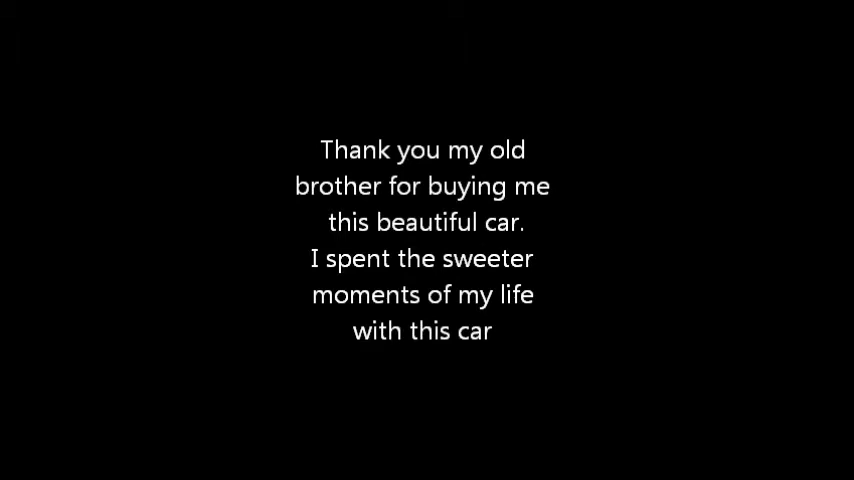 Thank you my old
brother for buying me
this beautiful car.
I spent the sweeter
moments of my life
with this car